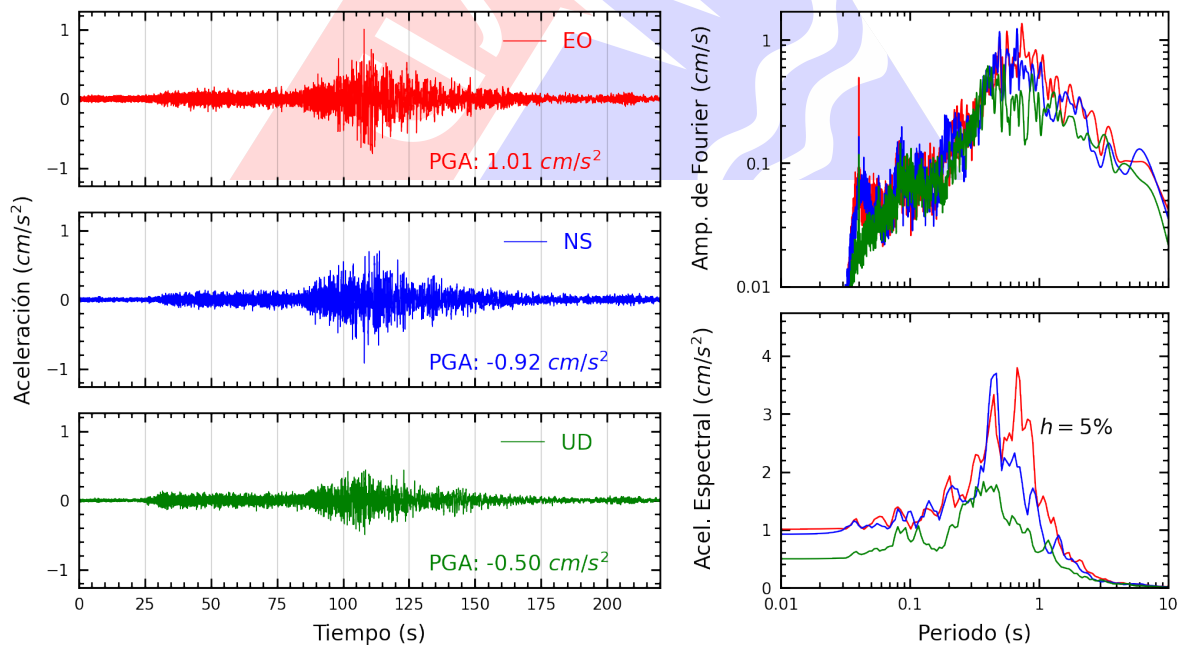 Aceleración (cm/s²)
1
0
−1
EO
PGA: 1.01 cm/s²
1
0
−1
NS
PGA: -0.92 cm/s²
1
0
−1
UD
PGA: -0.50 cm/s²
0 25 50 75 100 125 150 175 200
Tiempo (s)
Amp. de Fourier (cm/s)
1
0.1
0.01
Acel. Espectral (cm/s²)
4
3
2
1
0
h = 5%
0.01 0.1 1 10
Periodo (s)